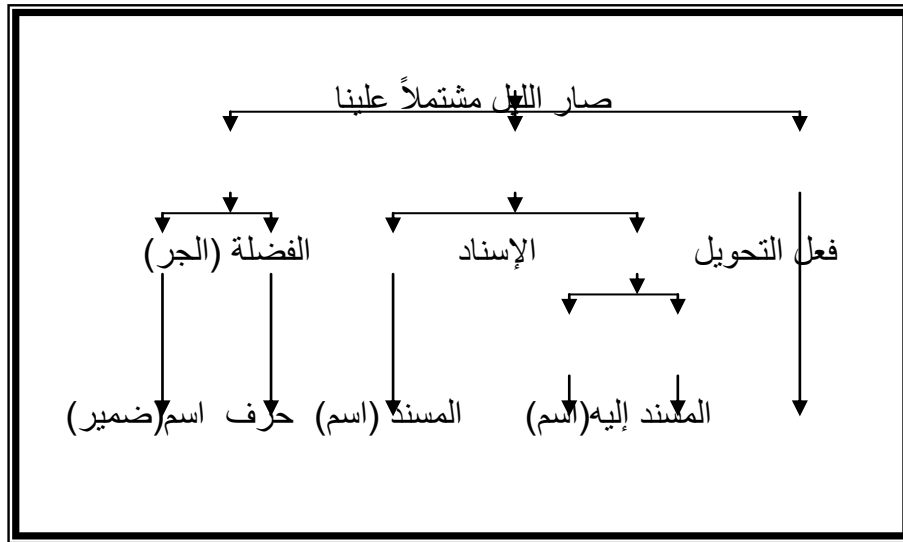 صار الليل مشتملاً علينا
فعل التحويل الإسناد الفضلة (الجر)
المسند إليه(اسم) المسند (اسم) حرف اسم(ضمير)